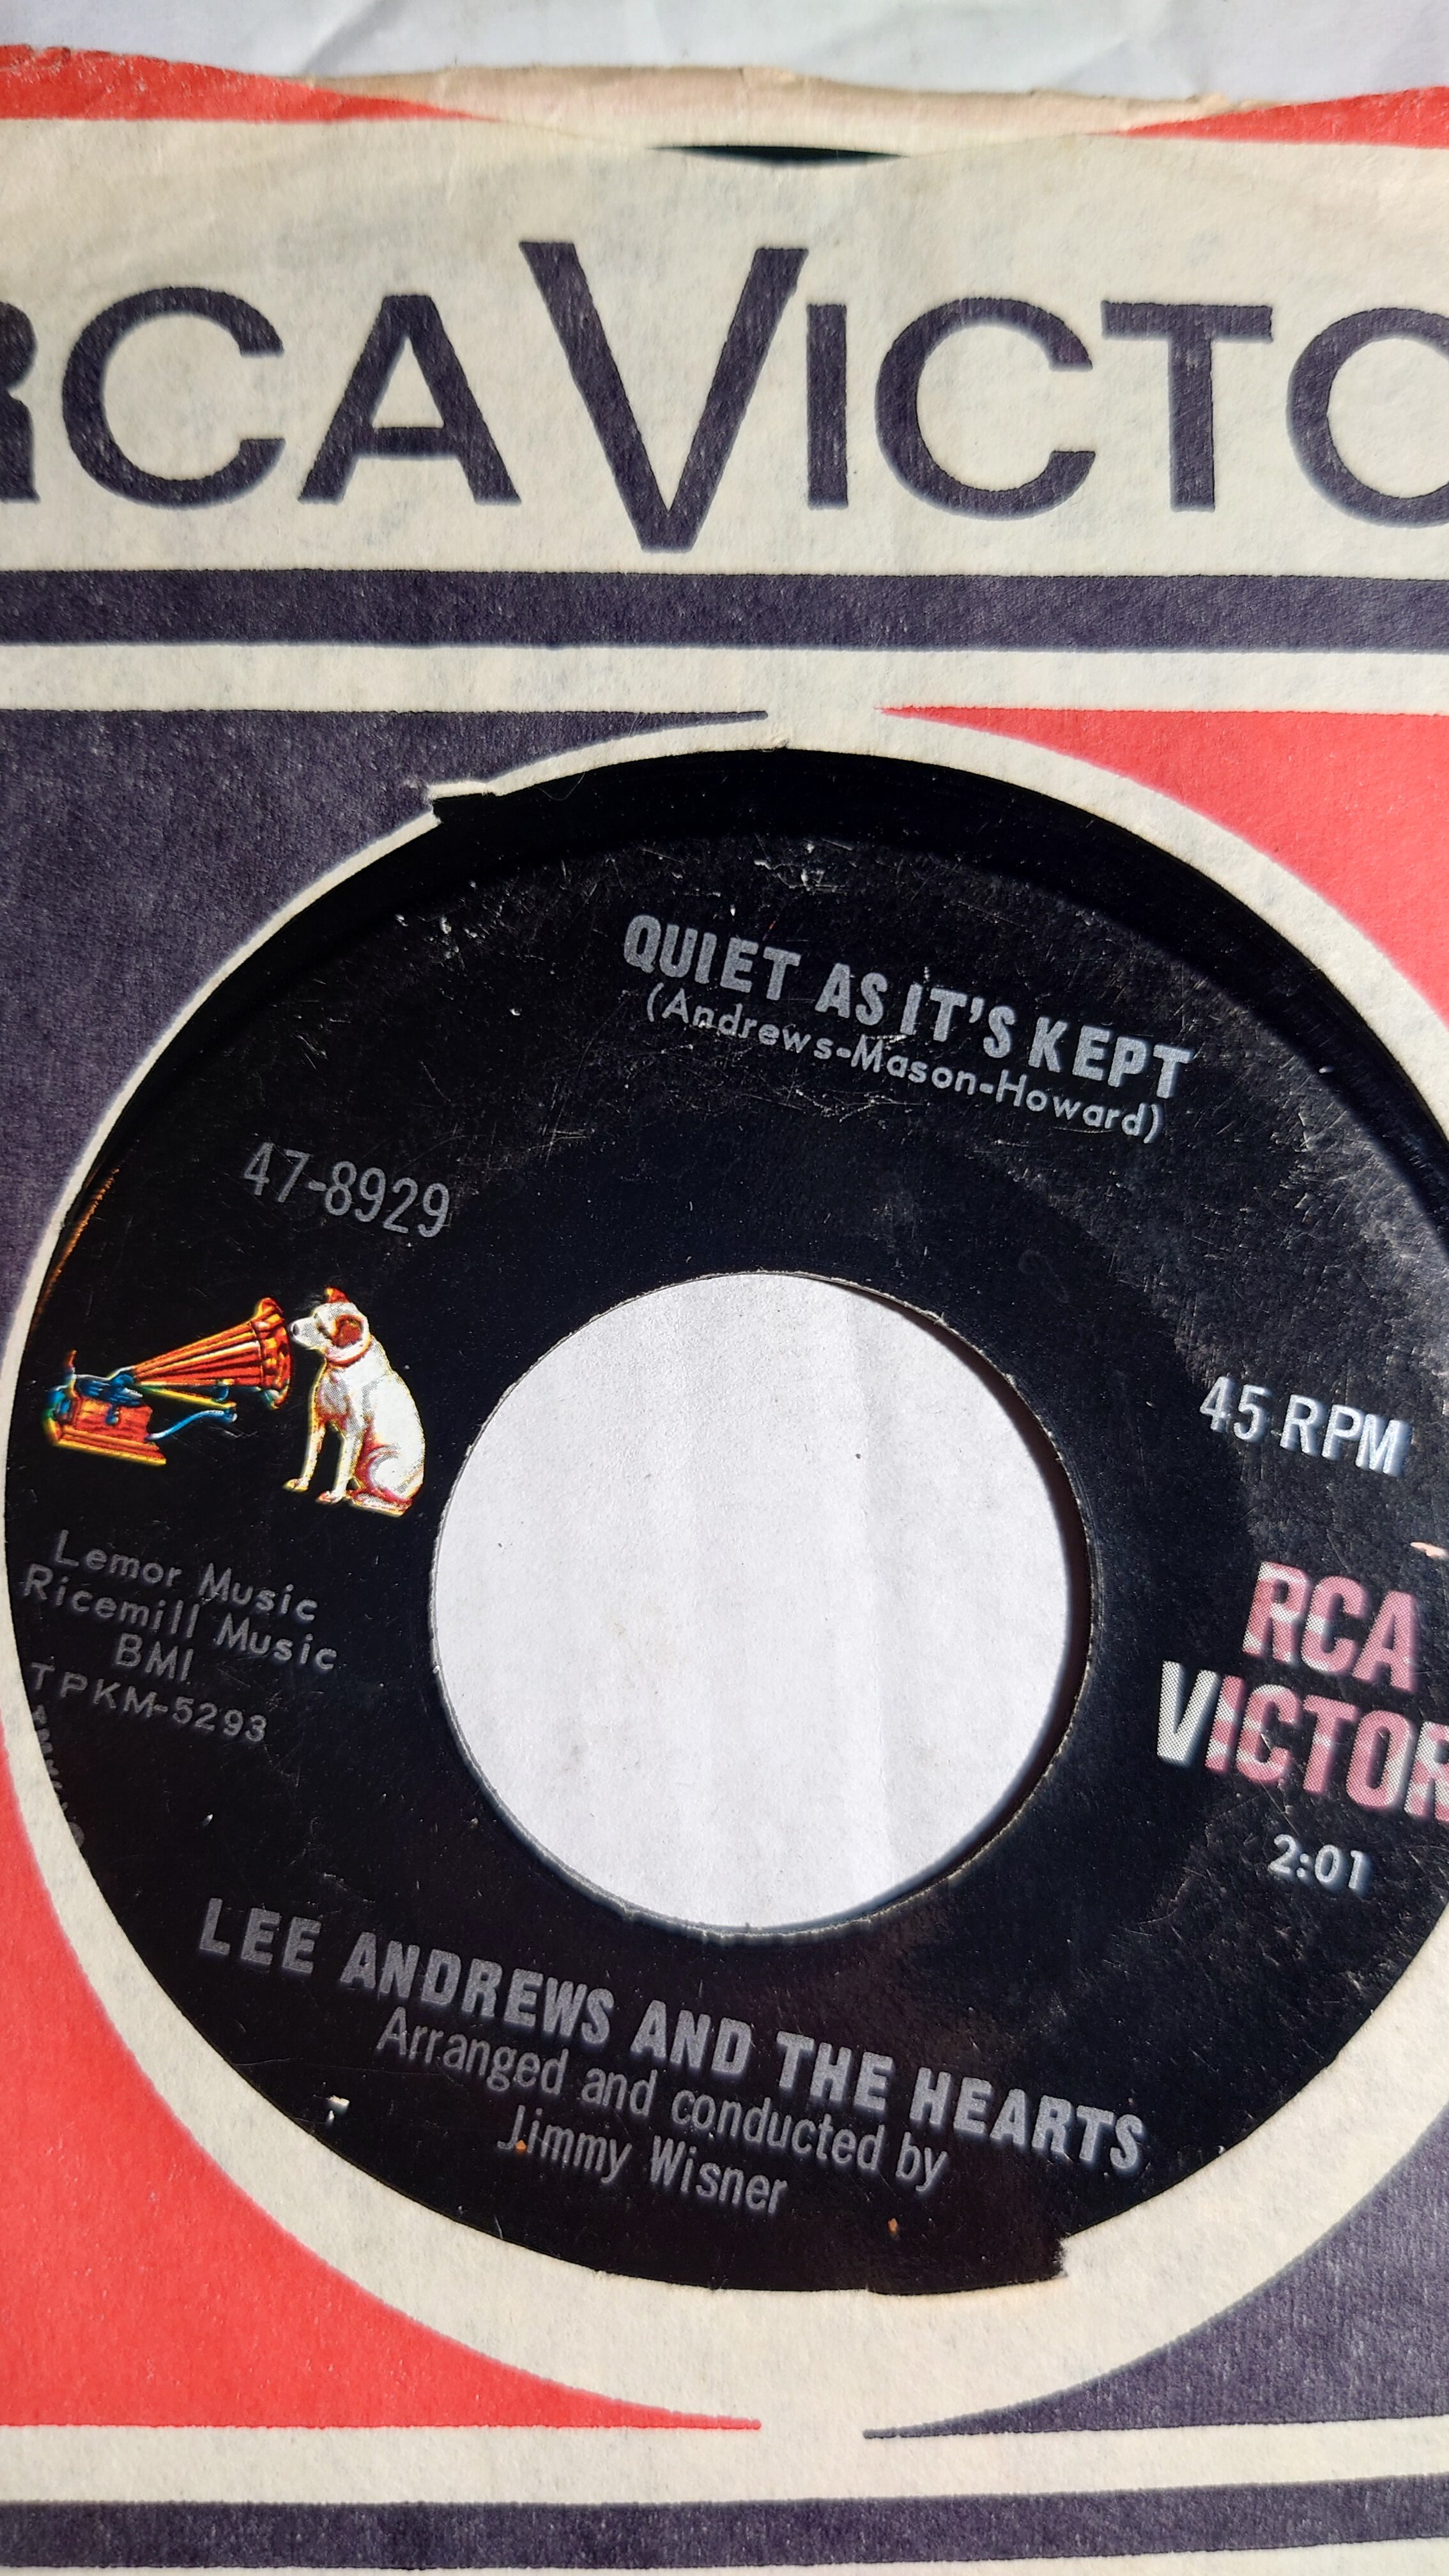 RCA VICTO
QUIET AS IT'S KEPT
(Andrews-Mason-Howard)
47-8929
45 RPM
Lemor Music
Ricemill Music
BMI
TPKM-5293
RCA
VICTOR
2:01
LEE ANDREWS AND THE HEARTS
Arranged and conducted by
Jimmy Wisner